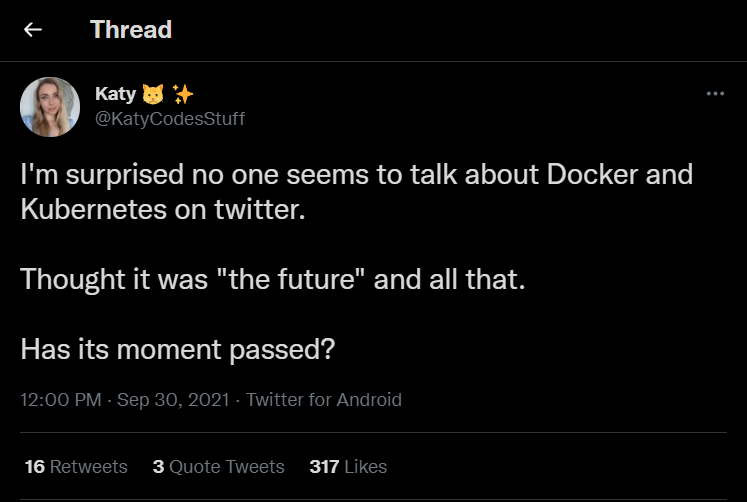 Thread
Katy 🐱 ✨
@KatyCodesStuff
I'm surprised no one seems to talk about Docker and
Kubernetes on twitter.
Thought it was "the future" and all that.
Has its moment passed?
12:00 PM · Sep 30, 2021 · Twitter for Android
16 Retweets 3 Quote Tweets 317 Likes